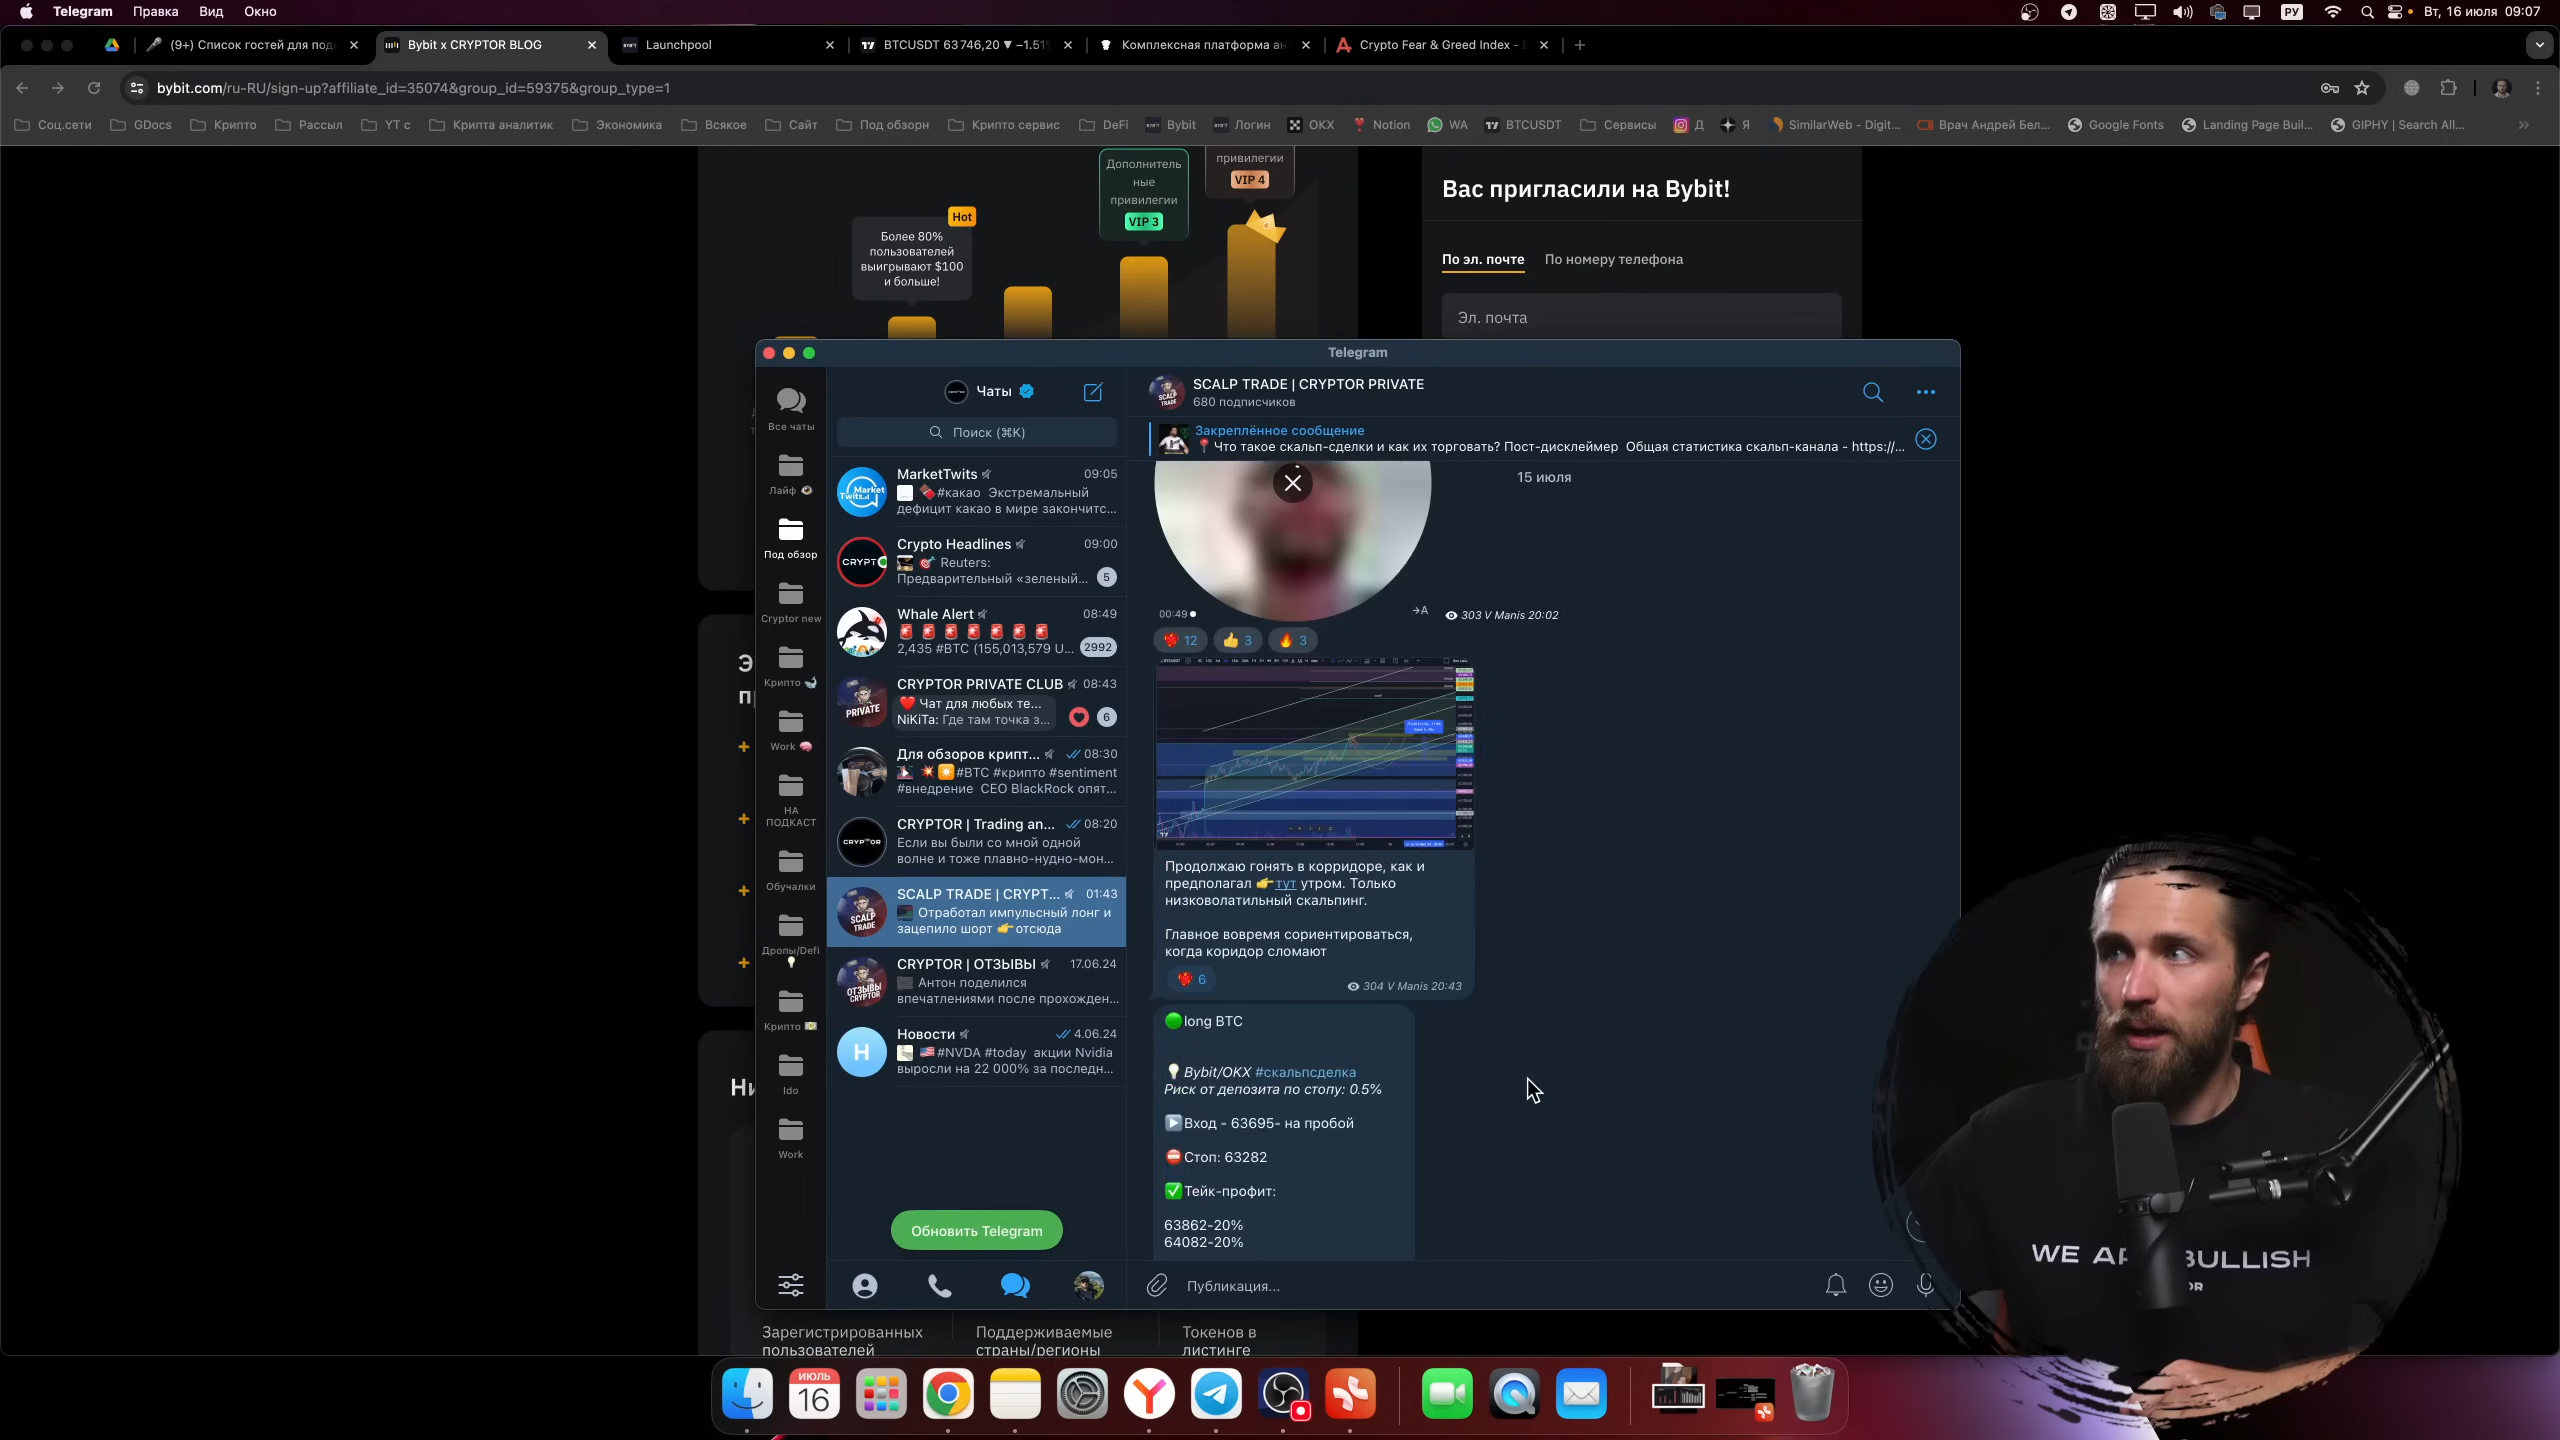 Telegram
Правка
Вид
Окно
РУ
Вт, 16 июля 09:07
(9+) Список гостей для под
Bybit x CRYPTOR BLOG
Launchpool
BTCUSDT 63 746,20 ▼ −1.51%
Комплексная платформа ан
Crypto Fear & Greed Index -
bybit.com/ru-RU/sign-up?affiliate_id=35074&group_id=59375&group_type=1
Соц.сети
GDocs
Крипто
Рассыл
YT с
Крипта аналитик
Экономика
Всякое
Сайт
Под обзорн
Крипто сервис
DeFi
Bybit
Логин
OKX
Notion
WA
BTCUSDT
Сервисы
Д
Я
SimilarWeb - Digit...
Врач Андрей Бел...
Google Fonts
Landing Page Buil...
GIPHY | Search All...
Hot
Более 80%
пользователей
выигрывают $100
и больше!
Дополнитель
ные
привилегии
VIP 3
привилегии
VIP 4
Вас пригласили на Bybit!
По эл. почте
По номеру телефона
Эл. почта
Telegram
Все чаты
Лайф
Под обзор
Cryptor new
Крипто
Work
НА
ПОДКАСТ
Обучалки
Дропы/Defi
Крипто
Ido
Work
Чаты
Поиск (⌘K)
MarketTwits 09:05
#какао Экстремальный
дефицит какао в мире закончитс...
Crypto Headlines 09:00
Reuters:
Предварительный «зеленый... 5
Whale Alert 08:49
2,435 #BTC (155,013,579 U... 2992
CRYPTOR PRIVATE CLUB 08:43
Чат для любых те...
NiKiTa: Где там точка з... 6
Для обзоров крипт... 08:30
#BTC #крипто #sentiment
#внедрение CEO BlackRock опят...
CRYPTOR | Trading an... 08:20
Если вы были со мной одной
волне и тоже плавно-нудно-мон...
SCALP TRADE | CRYPT... 01:43
Отработал импульсный лонг и
зацепило шорт 👉отсюда
CRYPTOR | ОТЗЫВЫ 17.06.24
Антон поделился
впечатлениями после прохожден...
Новости 4.06.24
#NVDA #today акции Nvidia
выросли на 22 000% за последн...
Обновить Telegram
SCALP TRADE | CRYPTOR PRIVATE
680 подписчиков
Закреплённое сообщение
📍Что такое скальп-сделки и как их торговать? Пост-дисклеймер Общая статистика скальп-канала - https://...
15 июля
00:49
→A
303 V Manis 20:02
12
3
3
Продолжаю гонять в корридоре, как и
предполагал 👉тут утром. Только
низковолатильный скальпинг.
Главное вовремя сориентироваться,
когда коридор сломают
6
304 V Manis 20:43
🟢long BTC
💡Bybit/OKX #скальпсделка
Риск от депозита по стопу: 0.5%
▶️Вход - 63695- на пробой
⛔Стоп: 63282
✅Тейк-профит:
63862-20%
64082-20%
Публикация...
Э
п
Ни
Зарегистрированных
пользователей
Поддерживаемые
страны/регионы
Токенов в
листинге
ИЮЛЬ
16
WE AR BULLISH